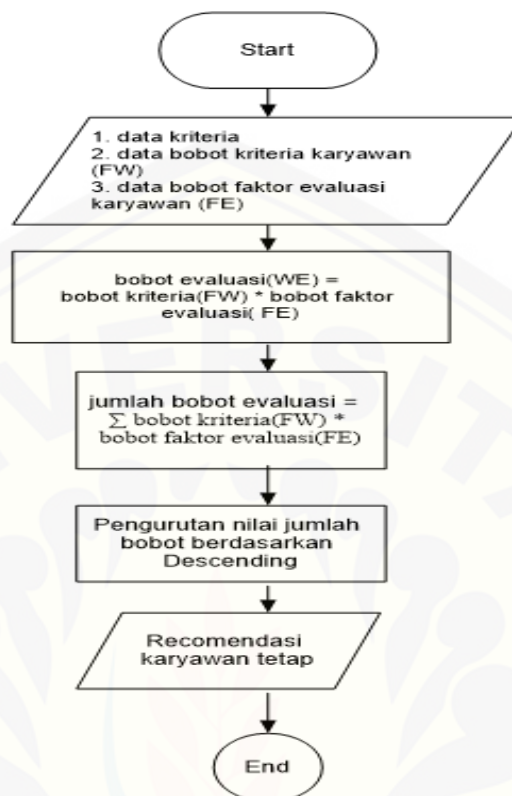 Start
1. data kriteria
2. data bobot kriteria karyawan
(FW)
3. data bobot faktor evaluasi
karyawan (FE)
bobot evaluasi(WE) =
bobot kriteria(FW) * bobot faktor
evaluasi( FE)
jumlah bobot evaluasi =
∑ bobot kriteria(FW) *
bobot faktor evaluasi(FE)
Pengurutan nilai jumlah
bobot berdasarkan
Descending
Recomendasi
karyawan tetap
End